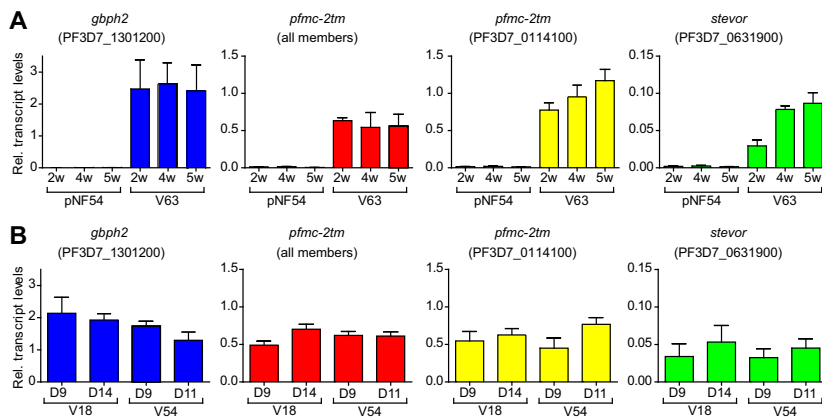 A
gbph2
(PF3D7_1301200)
pfmc-2tm
(all members)
pfmc-2tm
(PF3D7_0114100)
stevor
(PF3D7_0631900)
Rel. transcript levels
3
2
1
0
2w 4w 5w 2w 4w 5w
pNF54 V63
1.5
1.0
0.5
0.0
2w 4w 5w 2w 4w 5w
pNF54 V63
1.5
1.0
0.5
0.0
2w 4w 5w 2w 4w 5w
pNF54 V63
0.15
0.10
0.05
0.00
2w 4w 5w 2w 4w 5w
pNF54 V63
B
gbph2
(PF3D7_1301200)
pfmc-2tm
(all members)
pfmc-2tm
(PF3D7_0114100)
stevor
(PF3D7_0631900)
Rel. transcript levels
3
2
1
0
D9 D14 D9 D11
V18 V54
1.5
1.0
0.5
0.0
D9 D14 D9 D11
V18 V54
1.5
1.0
0.5
0.0
D9 D14 D9 D11
V18 V54
0.15
0.10
0.05
0.00
D9 D14 D9 D11
V18 V54